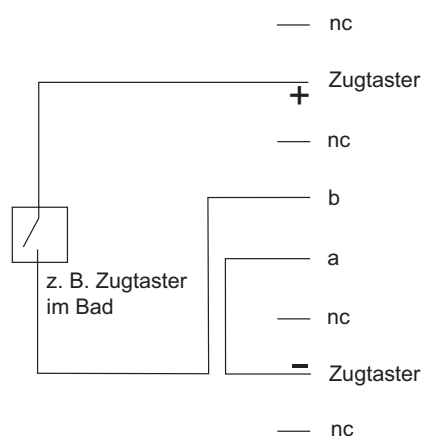 nc
Zugtaster
+
nc
b
z. B. Zugtaster
im Bad
a
nc
–
Zugtaster
nc